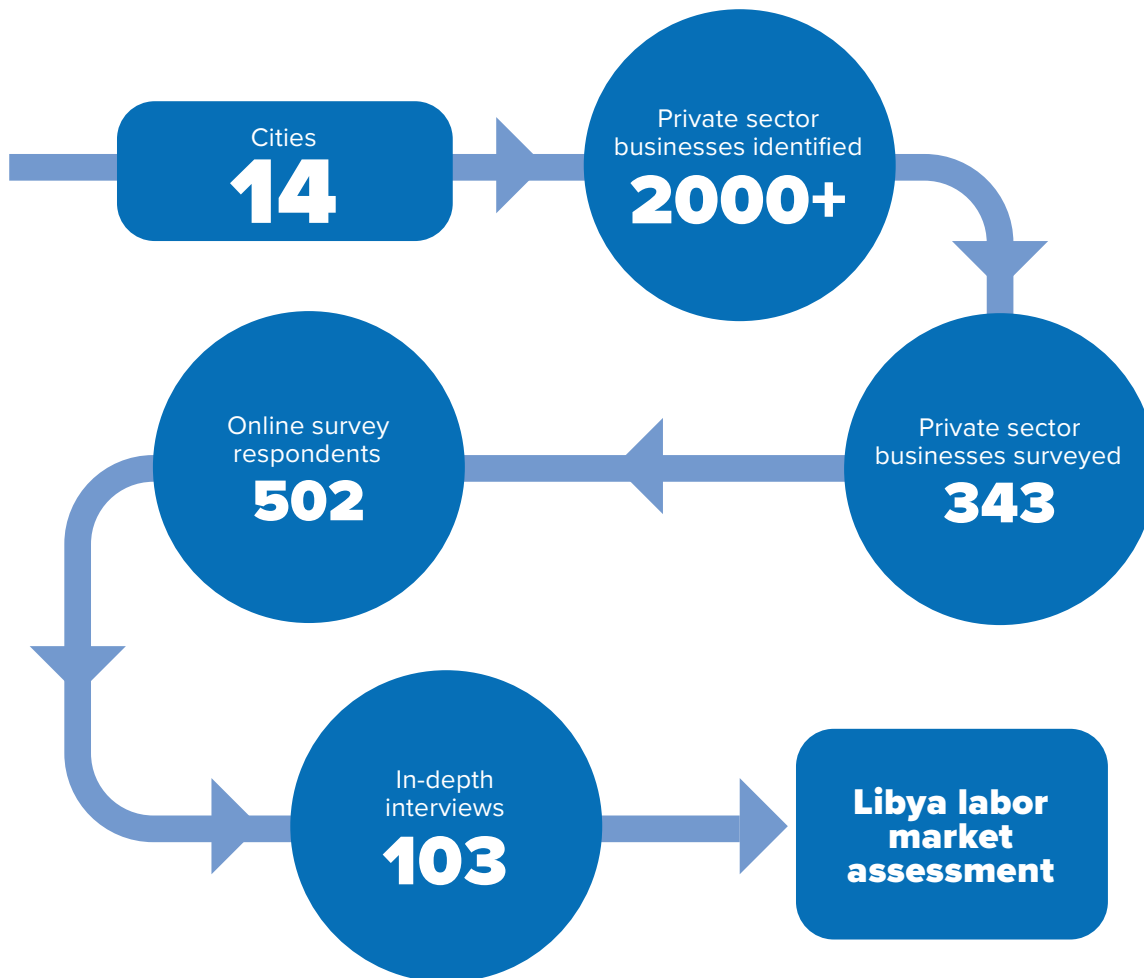 Cities
14
Private sector
businesses identified
2000+
Private sector
businesses surveyed
343
Online survey
respondents
502
In-depth
interviews
103
Libya labor
market
assessment